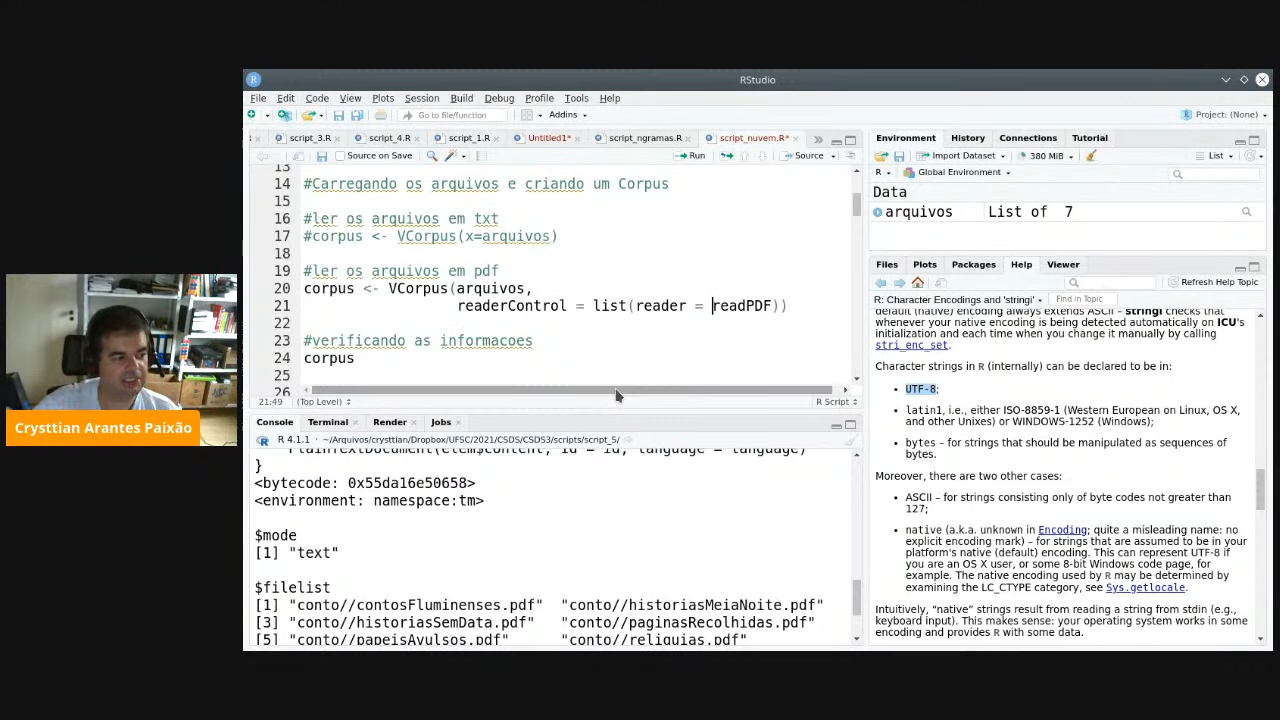 RStudio
File Edit Code View Plots Session Build Debug Profile Tools Help
Go to file/function Addins Project: (None)
script_3.R script_4.R script_1.R Untitled1* script_ngramas.R script_nuvem.R*
Source on Save Run Source
13
14 #Carregando os arquivos e criando um Corpus
15
16 #ler os arquivos em txt
17 #corpus <- VCorpus(x=arquivos)
18
19 #ler os arquivos em pdf
20 corpus <- VCorpus(arquivos,
21 readerControl = list(reader = readPDF))
22
23 #verificando as informacoes
24 corpus
25
26
21:49 (Top Level) R Script
Console Terminal Render Jobs
R 4.1.1 · ~/Arquivos/crysttian/Dropbox/UFSC/2021/CSDS/CSDS3/scripts/script_5/
PlainTextDocument(elem$content, id = id, language = language)
}
<bytecode: 0x55da16e50658>
<environment: namespace:tm>
$mode
[1] "text"
$filelist
[1] "conto//contosFluminenses.pdf" "conto//historiasMeiaNoite.pdf"
[3] "conto//historiasSemData.pdf" "conto//paginasRecolhidas.pdf"
[5] "conto//papeisAvulsos.pdf" "conto//reliquias.pdf"
Environment History Connections Tutorial
Import Dataset 380 MiB List
R Global Environment
Data
arquivos List of 7
Files Plots Packages Help Viewer
Refresh Help Topic
R: Character Encodings and 'stringi' Find in Topic
default (native) encoding always extends ASCII – stringi checks that
whenever your native encoding is being detected automatically on ICU's
initialization and each time when you change it manually by calling
stri_enc_set.
Character strings in R (internally) can be declared to be in:
• UTF-8;
• latin1, i.e., either ISO-8859-1 (Western European on Linux, OS X,
and other Unixes) or WINDOWS-1252 (Windows);
• bytes – for strings that should be manipulated as sequences of
bytes.
Moreover, there are two other cases:
• ASCII – for strings consisting only of byte codes not greater than
127;
• native (a.k.a. unknown in Encoding; quite a misleading name: no
explicit encoding mark) – for strings that are assumed to be in your
platform's native (default) encoding. This can represent UTF-8 if
you are an OS X user, or some 8-bit Windows code page, for
example. The native encoding used by R may be determined by
examining the LC_CTYPE category, see Sys.getlocale.
Intuitively, “native” strings result from reading a string from stdin (e.g.,
keyboard input). This makes sense: your operating system works in some
encoding and provides R with some data.
Crysttian Arantes Paixão